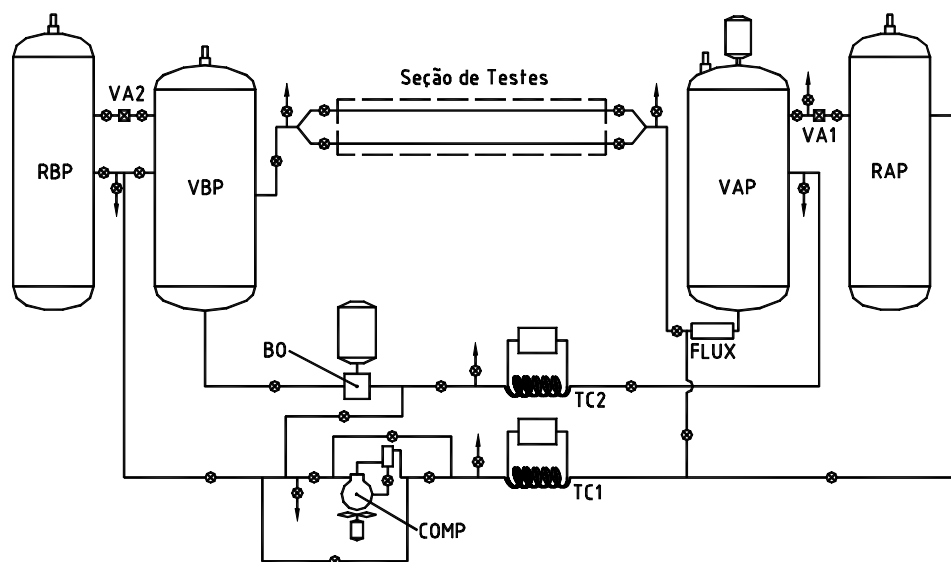 Seção de Testes
VA2
VA1
RBP
VBP
VAP
RAP
BO
FLUX
TC2
TC1
COMP